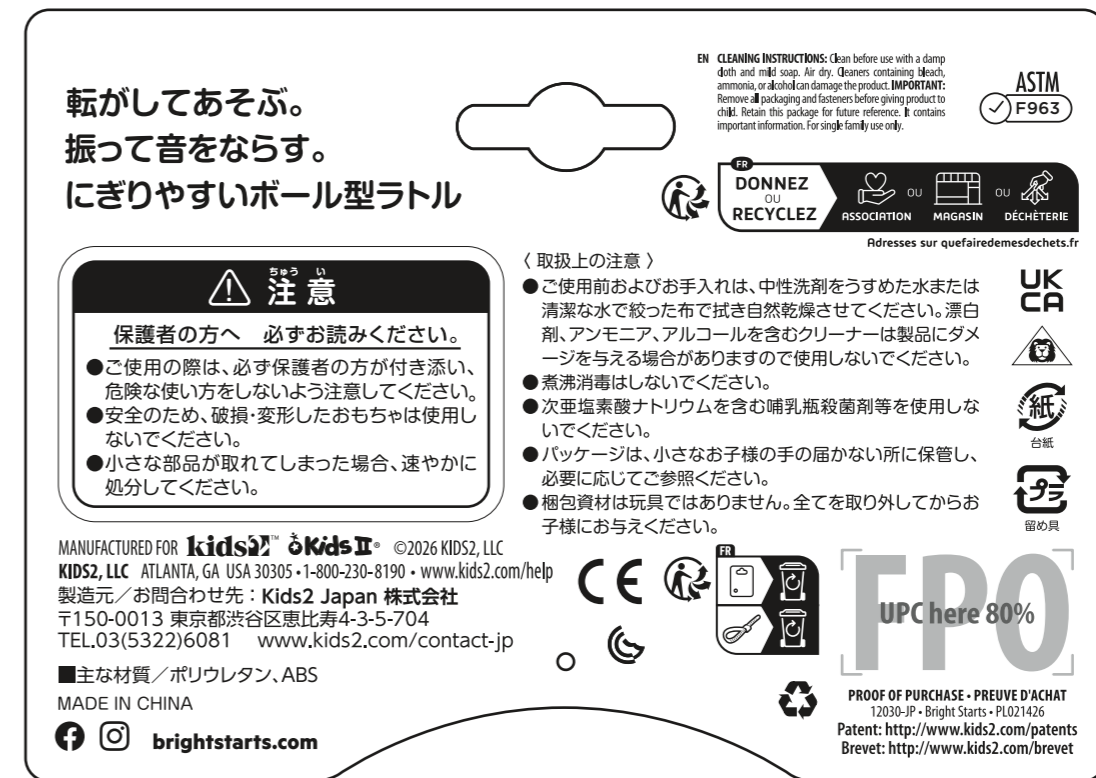 転がしてあそぶ。
振って音をならす。
にぎりやすいボール型ラトル
EN CLEANING INSTRUCTIONS: Clean before use with a damp
cloth and mild soap. Air dry. Cleaners containing bleach,
ammonia, or alcohol can damage the product. IMPORTANT:
Remove all packaging and fasteners before giving product to
child. Retain this package for future reference. It contains
important information. For single family use only.
ASTM
F963
FR
DONNEZ
OU
RECYCLEZ
ASSOCIATION OU MAGASIN OU DÉCHÈTERIE
Adresses sur quefairedemesdechets.fr
ちゅう い
注意
保護者の方へ 必ずお読みください。
●ご使用の際は、必ず保護者の方が付き添い、
危険な使い方をしないよう注意してください。
●安全のため、破損・変形したおもちゃは使用し
ないでください。
●小さな部品が取れてしまった場合、速やかに
処分してください。
〈 取扱上の注意 〉
●ご使用前およびお手入れは、中性洗剤をうすめた水または
清潔な水で絞った布で拭き自然乾燥させてください。漂白
剤、アンモニア、アルコールを含むクリーナーは製品にダメ
ージを与える場合がありますので使用しないでください。
●煮沸消毒はしないでください。
●次亜塩素酸ナトリウムを含む哺乳瓶殺菌剤等を使用しな
いでください。
●パッケージは、小さなお子様の手の届かない所に保管し、
必要に応じてご参照ください。
●梱包資材は玩具ではありません。全てを取り外してからお
子様にお与えください。
UK
CA
紙
台紙
プラ
留め具
MANUFACTURED FOR kids2™ Kids II® ©2026 KIDS2, LLC
KIDS2, LLC ATLANTA, GA USA 30305 • 1-800-230-8190 • www.kids2.com/help
製造元／お問合わせ先：Kids2 Japan 株式会社
〒150-0013 東京都渋谷区恵比寿4-3-5-704
TEL.03(5322)6081 www.kids2.com/contact-jp
■主な材質／ポリウレタン、ABS
MADE IN CHINA
brightstarts.com
CE
FR
FPO
UPC here 80%
PROOF OF PURCHASE • PREUVE D'ACHAT
12030-JP • Bright Starts • PL021426
Patent: http://www.kids2.com/patents
Brevet: http://www.kids2.com/brevet